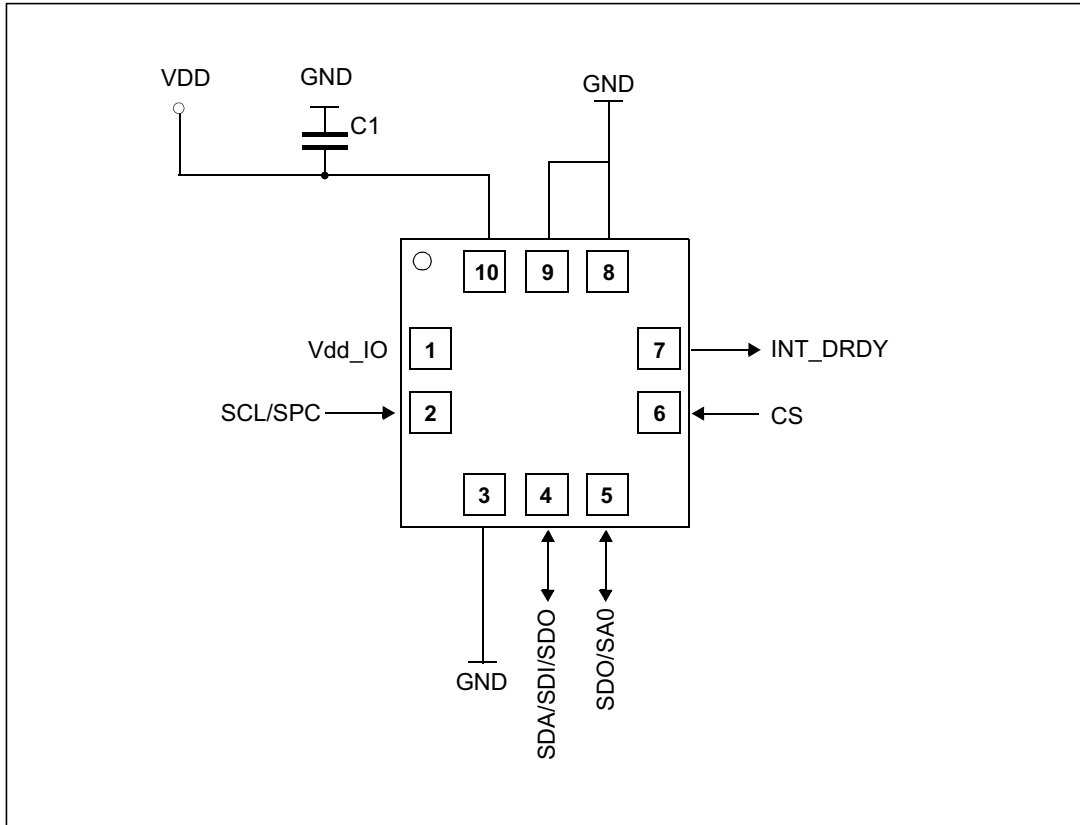 VDD
GND
C1
GND
10
9
8
Vdd_IO
1
7
INT_DRDY
SCL/SPC
2
6
CS
3
4
5
GND
SDA/SDI/SDO
SDO/SA0